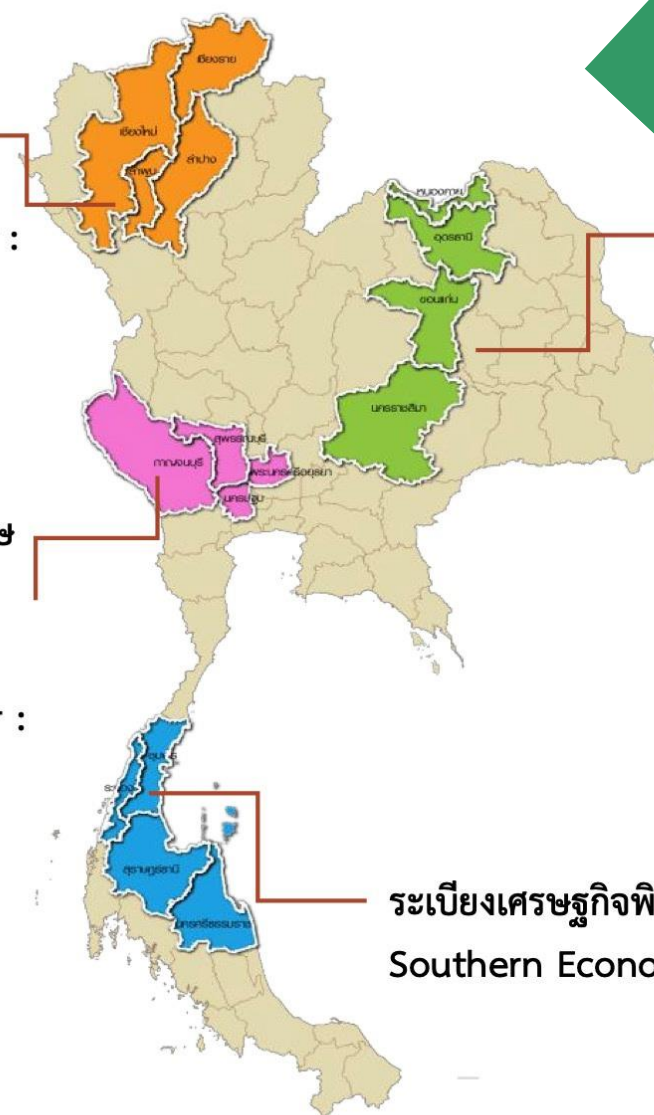 เชียงราย
เชียงใหม่
ลำพูน
ลำปาง
:
หนองคาย
อุดรธานี
ขอนแก่น
นครราชสีมา
สุพรรณบุรี
กาญจนบุรี
พระนครศรีอยุธยา
นครปฐม
ษ
:
ชุมพร
ระนอง
สุราษฎร์ธานี
นครศรีธรรมราช
ระเบียงเศรษฐกิจพิ
Southern Econo